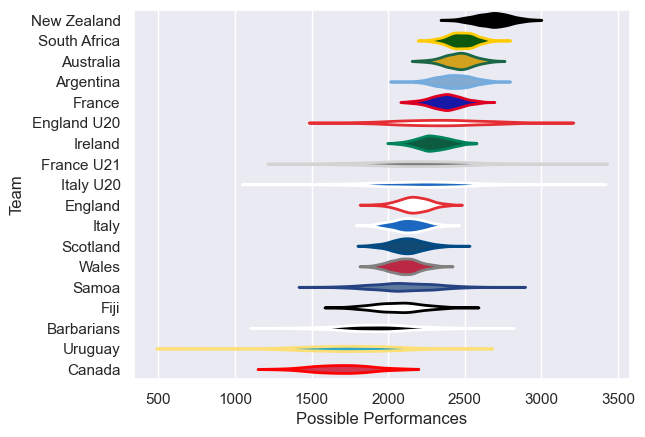 New Zealand
South Africa
Australia
Argentina
France
England U20
Ireland
France U21
Italy U20
England
Italy
Scotland
Wales
Samoa
Fiji
Barbarians
Uruguay
Canada
Team
500 1000 1500 2000 2500 3000 3500
Possible Performances